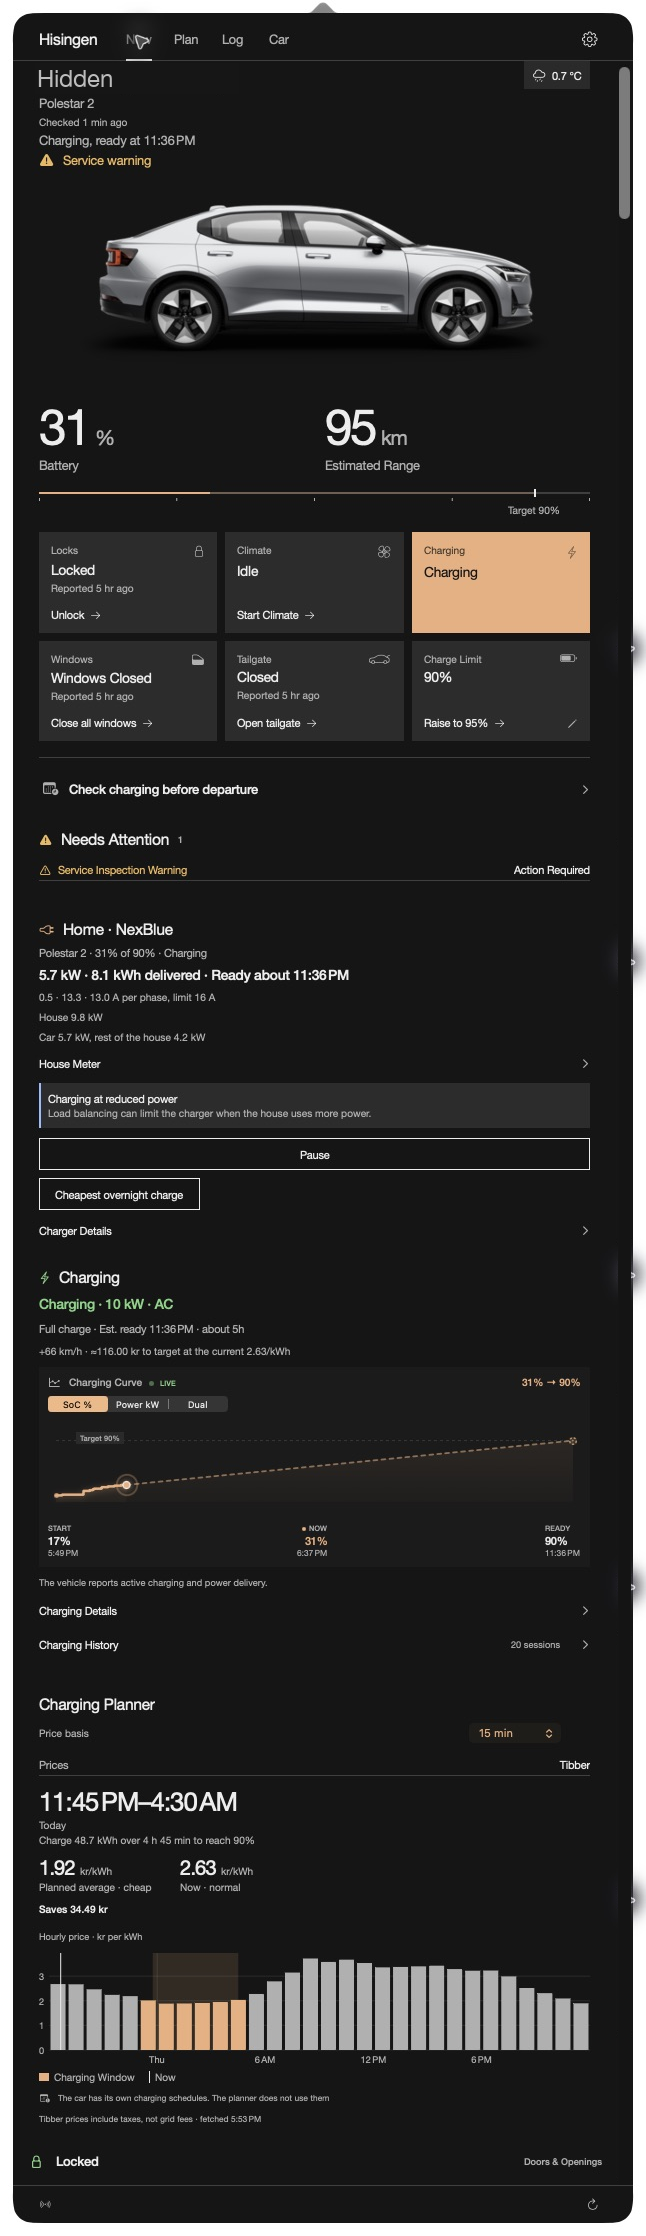 Hisingen
Plan
Log
Car
Hidden
0.7 °C
Polestar 2
Checked 1 min ago
Charging, ready at 11:36 PM
Service warning
31 %
95 km
Battery
Estimated Range
Target 90%
Locks
Locked
Reported 5 hr ago
Unlock →
Climate
Idle
Start Climate →
Charging
Charging
Windows
Windows Closed
Reported 5 hr ago
Close all windows →
Tailgate
Closed
Reported 5 hr ago
Open tailgate →
Charge Limit
90%
Raise to 95% →
Check charging before departure
Needs Attention 1
Service Inspection Warning
Action Required
Home · NexBlue
Polestar 2 · 31% of 90% · Charging
5.7 kW · 8.1 kWh delivered · Ready about 11:36 PM
0.5 · 13.3 · 13.0 A per phase, limit 16 A
House 9.8 kW
Car 5.7 kW, rest of the house 4.2 kW
House Meter
Charging at reduced power
Load balancing can limit the charger when the house uses more power.
Pause
Cheapest overnight charge
Charger Details
Charging
Charging · 10 kW · AC
Full charge · Est. ready 11:36 PM · about 5h
+66 km/h · ≈116.00 kr to target at the current 2.63/kWh
Charging Curve • LIVE
31% → 90%
SoC %
Power kW
Dual
Target 90%
START
17%
5:49 PM
NOW
31%
6:37 PM
READY
90%
11:36 PM
The vehicle reports active charging and power delivery.
Charging Details
Charging History
20 sessions
Charging Planner
Price basis
15 min
Prices
Tibber
11:45 PM–4:30 AM
Today
Charge 48.7 kWh over 4 h 45 min to reach 90%
1.92 kr/kWh
2.63 kr/kWh
Planned average · cheap
Now · normal
Saves 34.49 kr
Hourly price · kr per kWh
3
2
1
0
Thu
6 AM
12 PM
6 PM
Charging Window
Now
The car has its own charging schedules. The planner does not use them
Tibber prices include taxes, not grid fees · fetched 5:53 PM
Locked
Doors & Openings